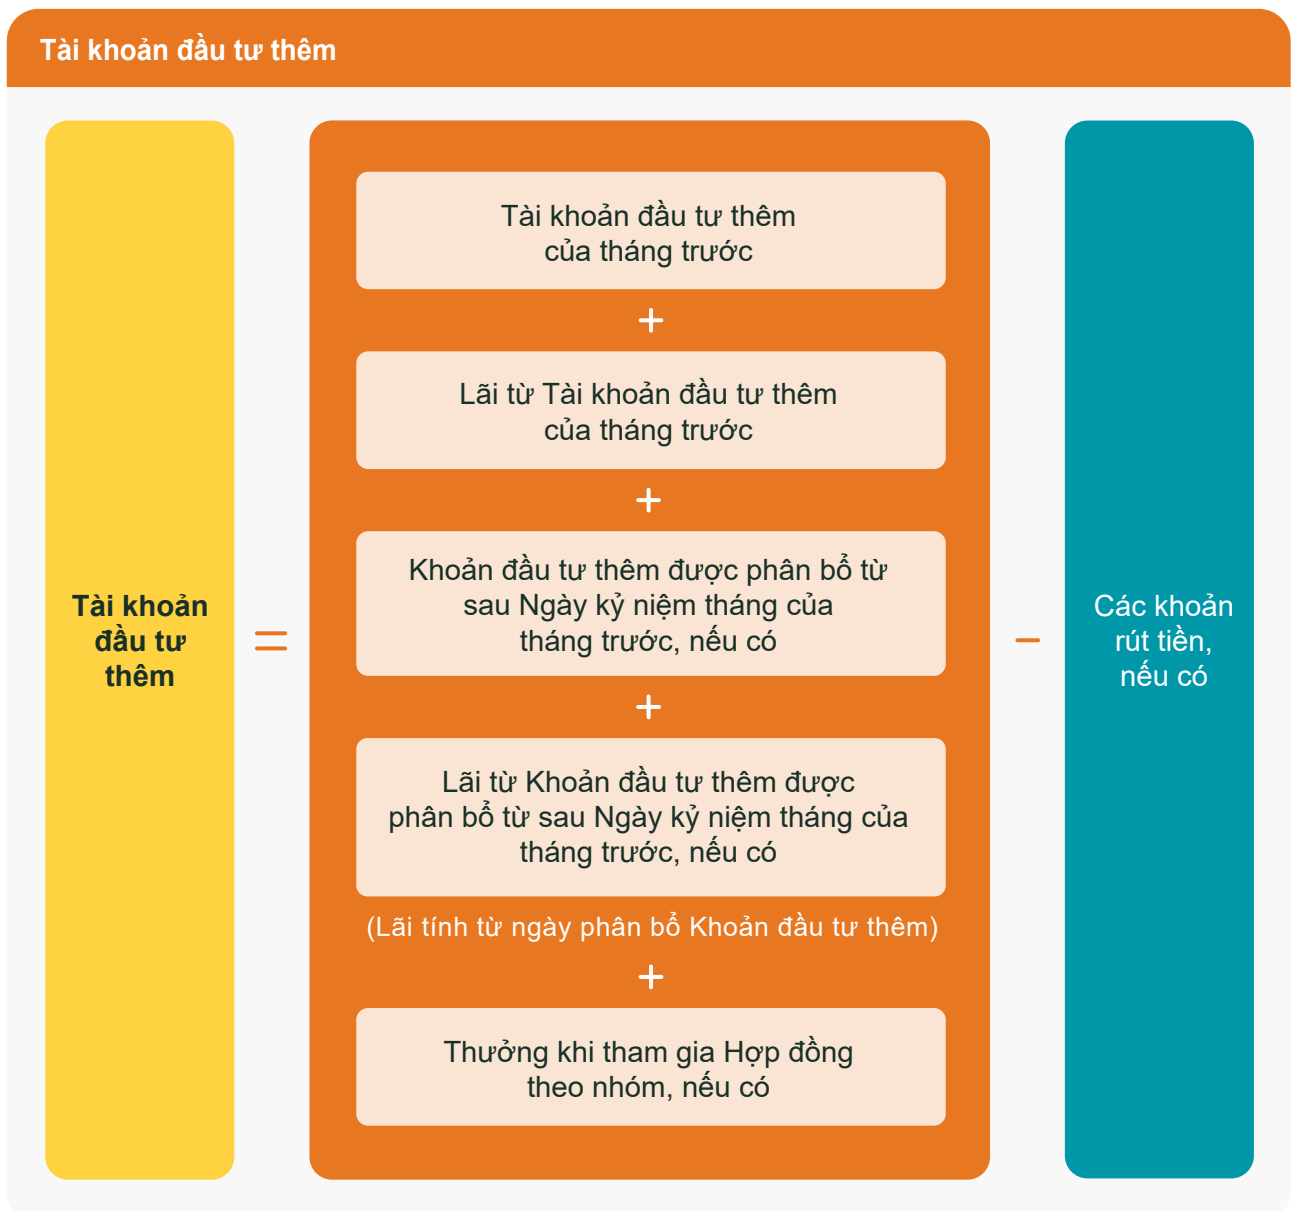 Tài khoản đầu tư thêm
Tài khoản
đầu tư
thêm
=
Tài khoản đầu tư thêm
của tháng trước
+
Lãi từ Tài khoản đầu tư thêm
của tháng trước
+
Khoản đầu tư thêm được phân bổ từ
sau Ngày kỷ niệm tháng của
tháng trước, nếu có
+
Lãi từ Khoản đầu tư thêm được
phân bổ từ sau Ngày kỷ niệm tháng của
tháng trước, nếu có
(Lãi tính từ ngày phân bổ Khoản đầu tư thêm)
+
Thưởng khi tham gia Hợp đồng
theo nhóm, nếu có
–
Các khoản
rút tiền,
nếu có